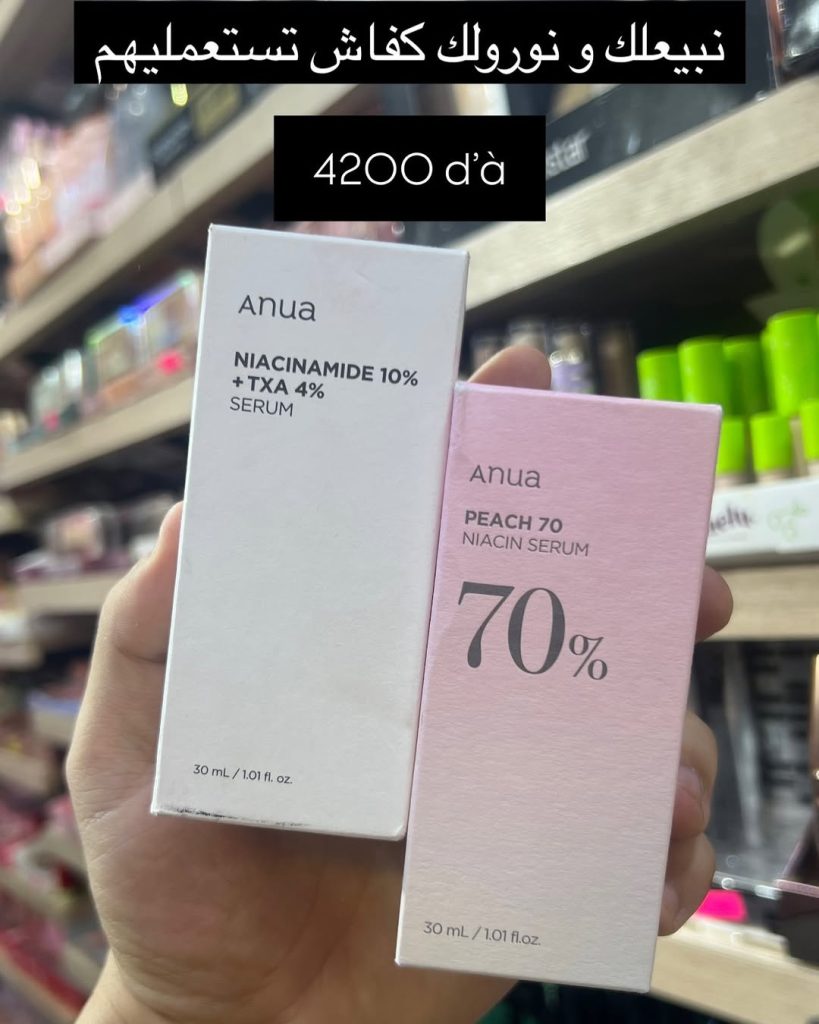 نبيعلك و نورولك كفاش تستعمليهم
4200 d'à
star
Anua
NIACINAMIDE 10%
+ TXA 4%
SERUM
30 mL / 1.01 fl. oz.
Anua
PEACH 70
NIACIN SERUM
70%
30 mL / 1.01 fl.oz.